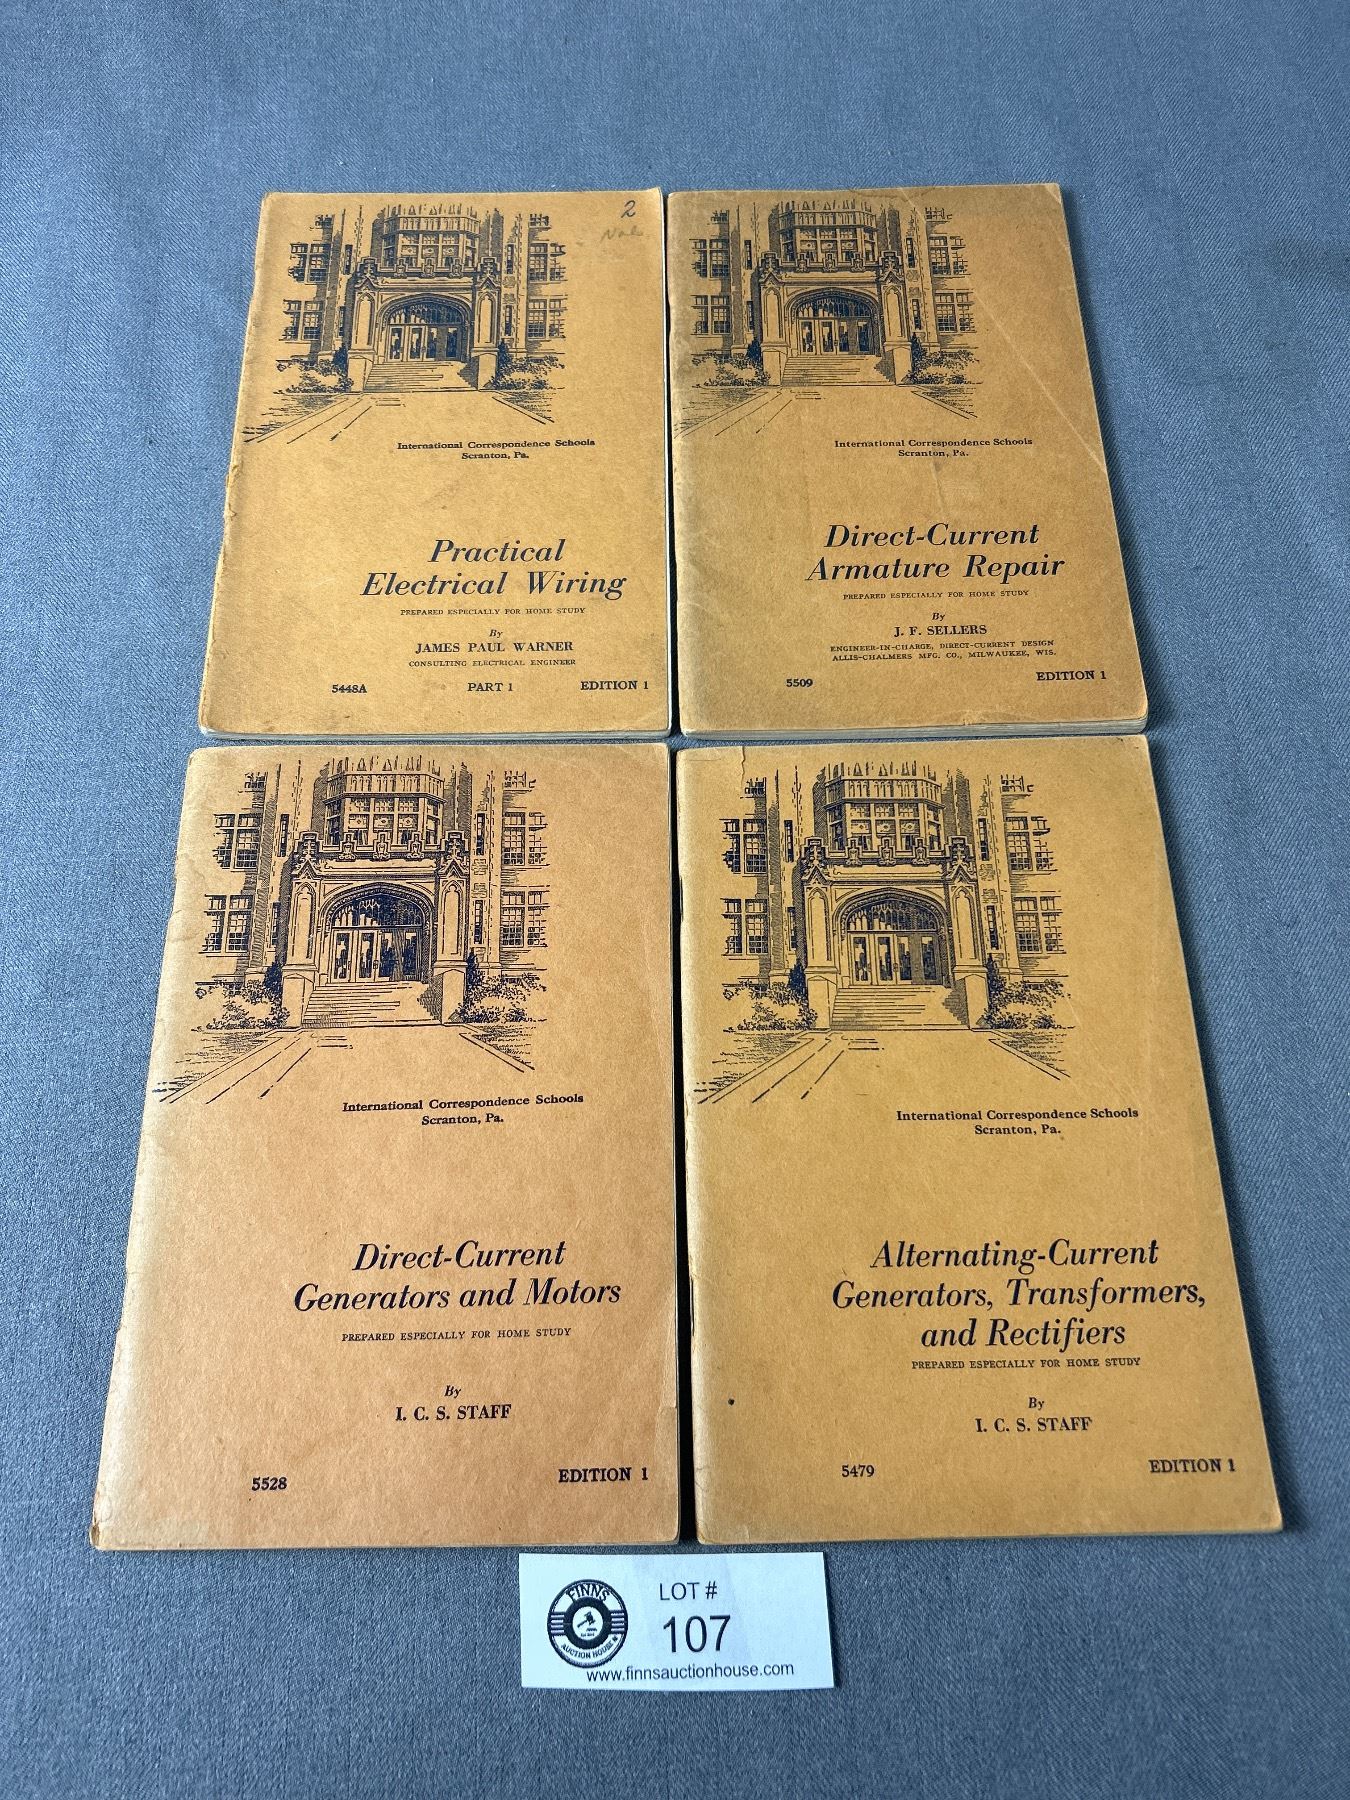 2
International Correspondence Schools
Scranton, Pa.
Practical
Electrical Wiring
PREPARED ESPECIALLY FOR HOME STUDY
By
JAMES PAUL WARNER
CONSULTING ELECTRICAL ENGINEER
5448A PART 1 EDITION 1
International Correspondence Schools
Scranton, Pa.
Direct-Current
Armature Repair
PREPARED ESPECIALLY FOR HOME STUDY
By
J. F. SELLERS
ENGINEER-IN-CHARGE, DIRECT-CURRENT DESIGN
ALLIS-CHALMERS MFG. CO., MILWAUKEE, WIS.
5509 EDITION 1
International Correspondence Schools
Scranton, Pa.
Direct-Current
Generators and Motors
PREPARED ESPECIALLY FOR HOME STUDY
By
I. C. S. STAFF
5528 EDITION 1
International Correspondence Schools
Scranton, Pa.
Alternating-Current
Generators, Transformers,
and Rectifiers
PREPARED ESPECIALLY FOR HOME STUDY
By
I. C. S. STAFF
5479 EDITION 1
FINNS
AUCTION HOUSE
LOT #
107
www.finnsauctionhouse.com